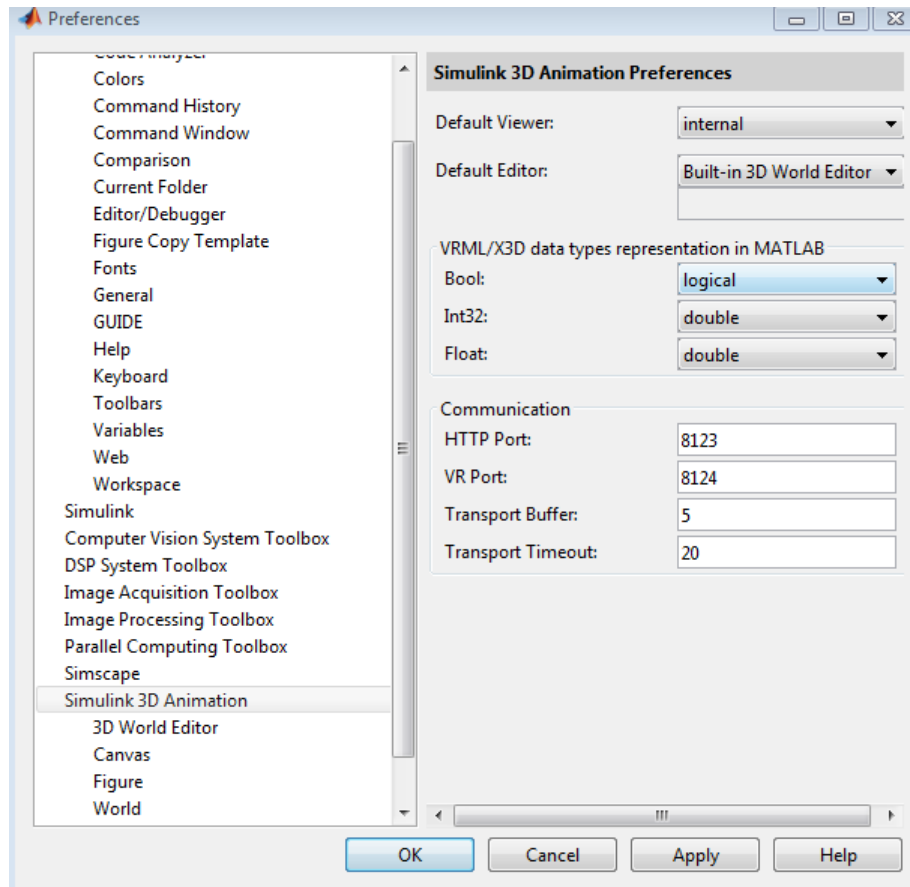 Preferences
Code Analyzer
Colors
Command History
Command Window
Comparison
Current Folder
Editor/Debugger
Figure Copy Template
Fonts
General
GUIDE
Help
Keyboard
Toolbars
Variables
Web
Workspace
Simulink
Computer Vision System Toolbox
DSP System Toolbox
Image Acquisition Toolbox
Image Processing Toolbox
Parallel Computing Toolbox
Simscape
Simulink 3D Animation
3D World Editor
Canvas
Figure
World
Simulink 3D Animation Preferences
Default Viewer: internal
Default Editor: Built-in 3D World Editor
VRML/X3D data types representation in MATLAB
Bool: logical
Int32: double
Float: double
Communication
HTTP Port: 8123
VR Port: 8124
Transport Buffer: 5
Transport Timeout: 20
OK Cancel Apply Help